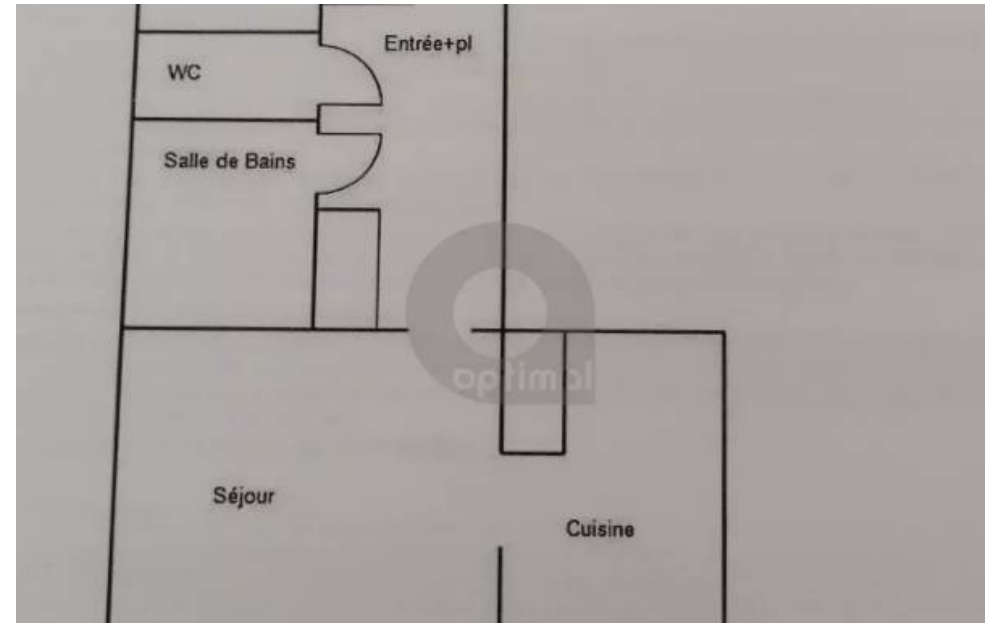 Entrée+pl
WC
Salle de Bains
optimal
Séjour
Cuisine